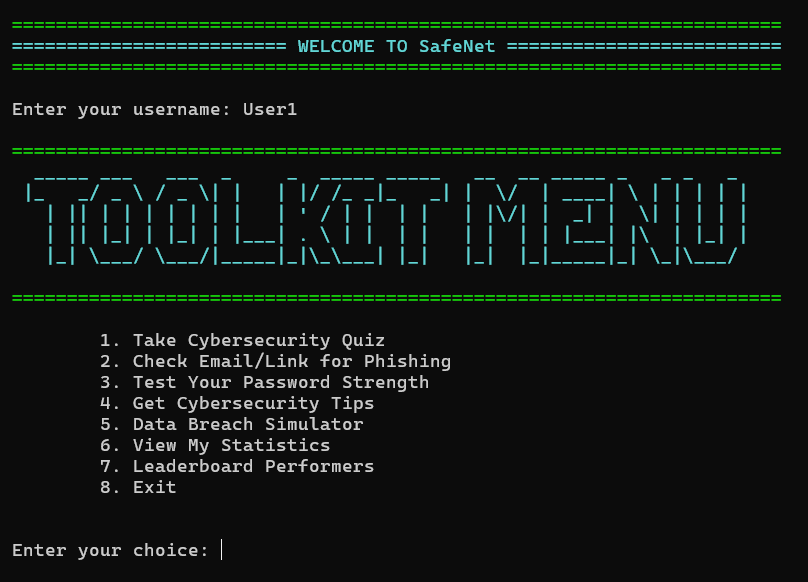 WELCOME TO SafeNet
Enter your username: User1
TOOLKIT MENU
1. Take Cybersecurity Quiz
2. Check Email/Link for Phishing
3. Test Your Password Strength
4. Get Cybersecurity Tips
5. Data Breach Simulator
6. View My Statistics
7. Leaderboard Performers
8. Exit
Enter your choice: